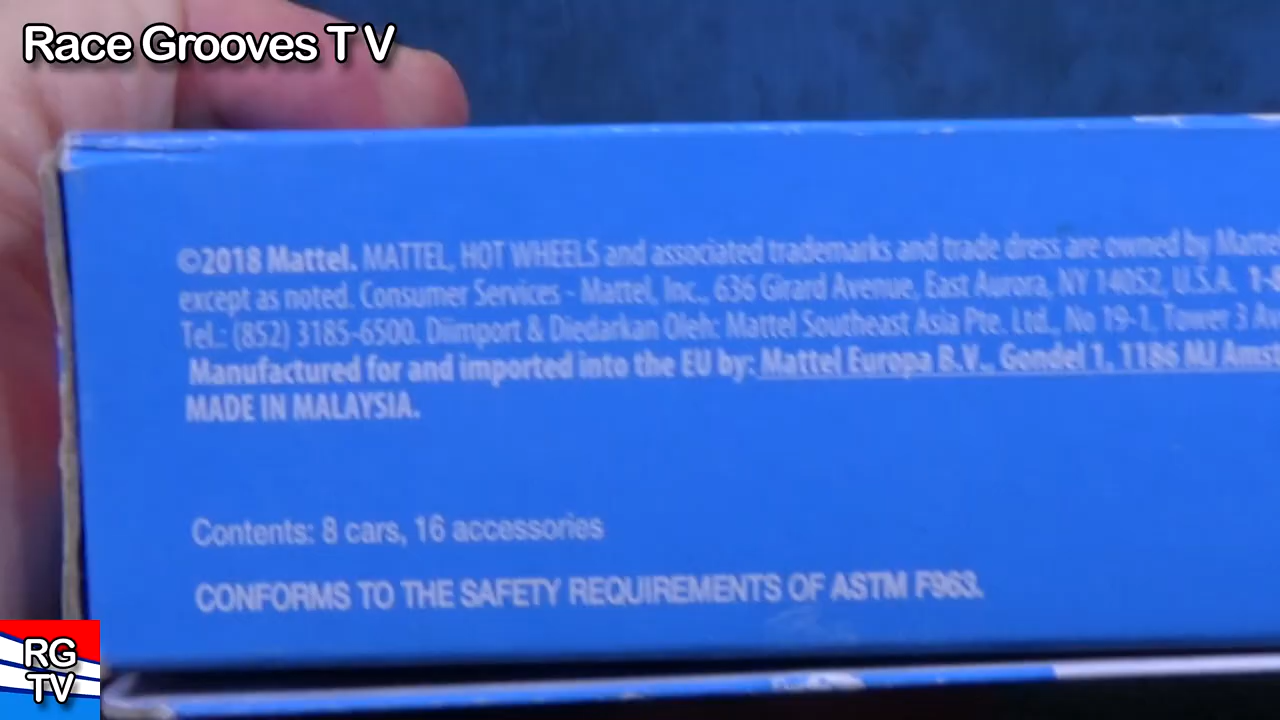 Race Grooves T V
©2018 Mattel. MATTEL, HOT WHEELS and associated trademarks and trade dress are owned by Mattel
except as noted. Consumer Services - Mattel, Inc., 636 Girard Avenue, East Aurora, NY 14052, U.S.A.
Tel.: (852) 3185-6500. Diimport & Diedarkan Oleh: Mattel Southeast Asia Pte. Ltd., No 19-1, Tower 3
Manufactured for and imported into the EU by: Mattel Europa B.V., Gondel 1, 1186 MJ
MADE IN MALAYSIA.
Contents: 8 cars, 16 accessories
CONFORMS TO THE SAFETY REQUIREMENTS OF ASTM F963.
RG
TV